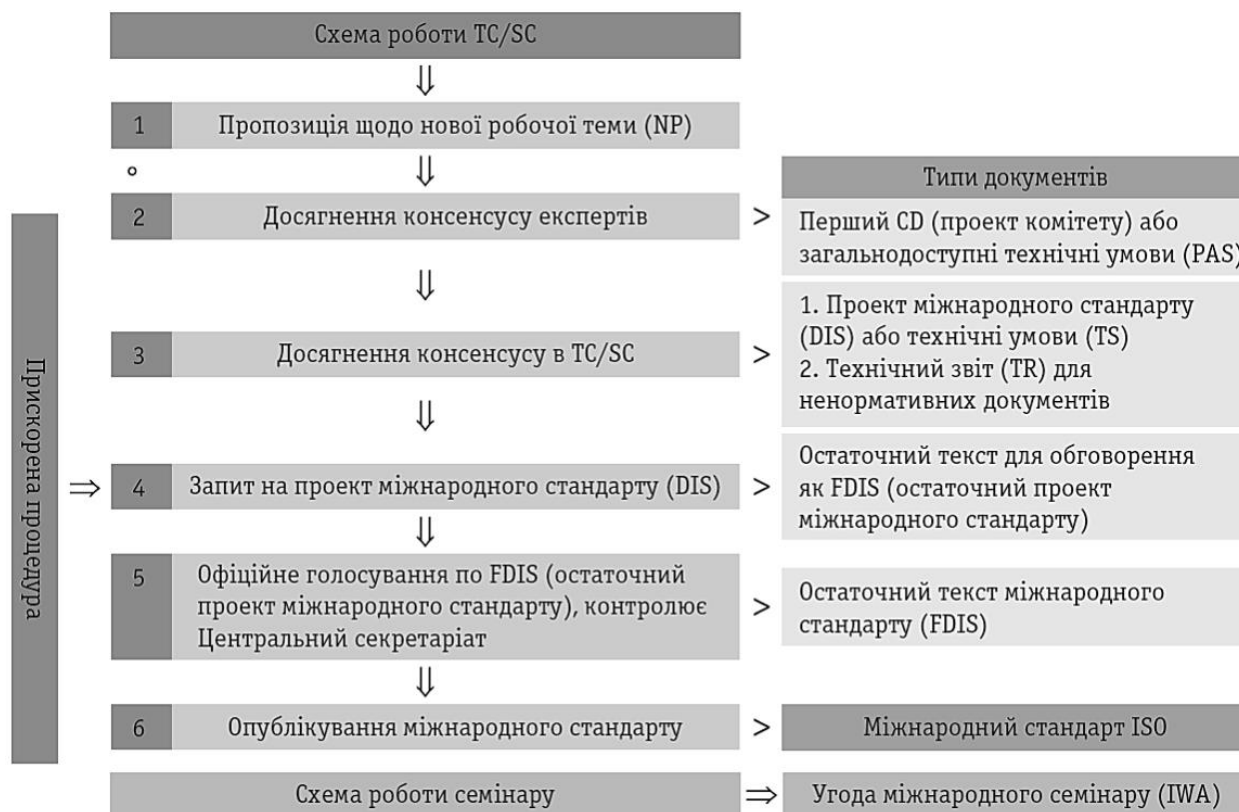 Схема роботи TC/SC
1
Пропозиція щодо нової робочої теми (NP)
Типи документів
2
Досягнення консенсусу експертів
>
Перший CD (проект комітету) або
загальнодоступні технічні умови (PAS)
3
Досягнення консенсусу в TC/SC
>
1. Проект міжнародного стандарту
(DIS) або технічні умови (TS)
2. Технічний звіт (TR) для
ненормативних документів
Прискорена процедура
4
Запит на проект міжнародного стандарту (DIS)
>
Остаточний текст для обговорення
як FDIS (остаточний проект
міжнародного стандарту)
5
Офіційне голосування по FDIS (остаточний
проект міжнародного стандарту), контролює
Центральний секретаріат
>
Остаточний текст міжнародного
стандарту (FDIS)
6
Опублікування міжнародного стандарту
>
Міжнародний стандарт ISO
Схема роботи семінару
Угода міжнародного семінару (IWA)